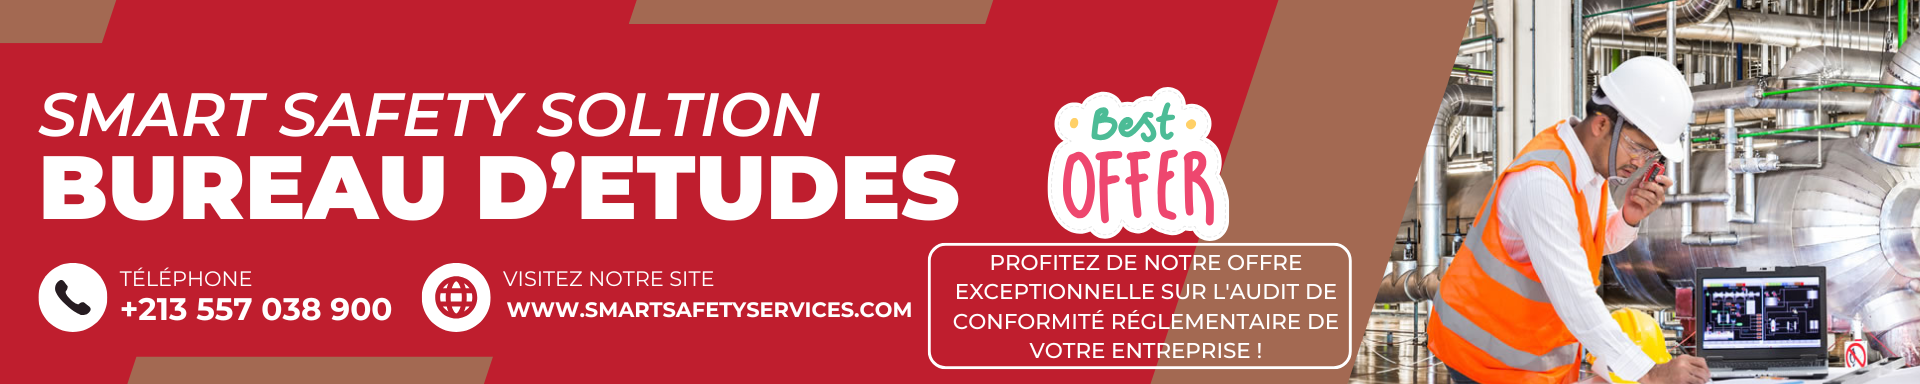 SMART SAFETY SOLTION
BUREAU D’ETUDES
TÉLÉPHONE
+213 557 038 900
VISITEZ NOTRE SITE
WWW.SMARTSAFETYSERVICES.COM
Best
OFFER
PROFITEZ DE NOTRE OFFRE
EXCEPTIONNELLE SUR L'AUDIT DE
CONFORMITÉ RÉGLEMENTAIRE DE
VOTRE ENTREPRISE !